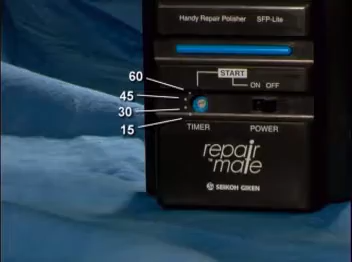 Handy Repair Polisher SFP-Lite
START
ON OFF
60
45
30
15
TIMER POWER
repair
mate
SEIKOH GIKEN